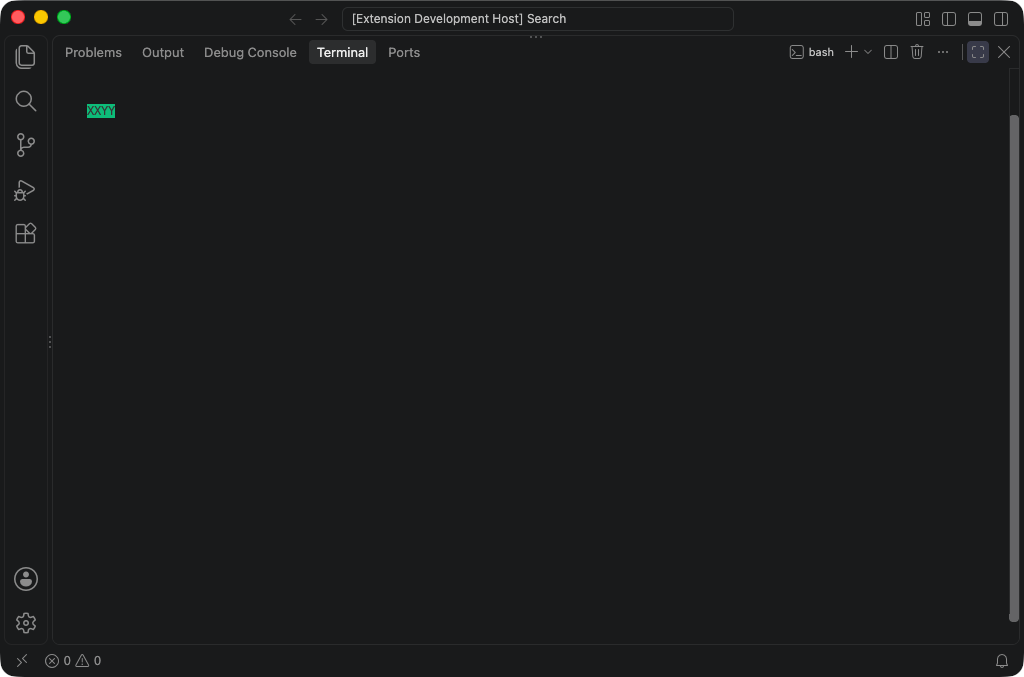 [Extension Development Host] Search
Problems Output Debug Console Terminal Ports bash
XXYY
0 0